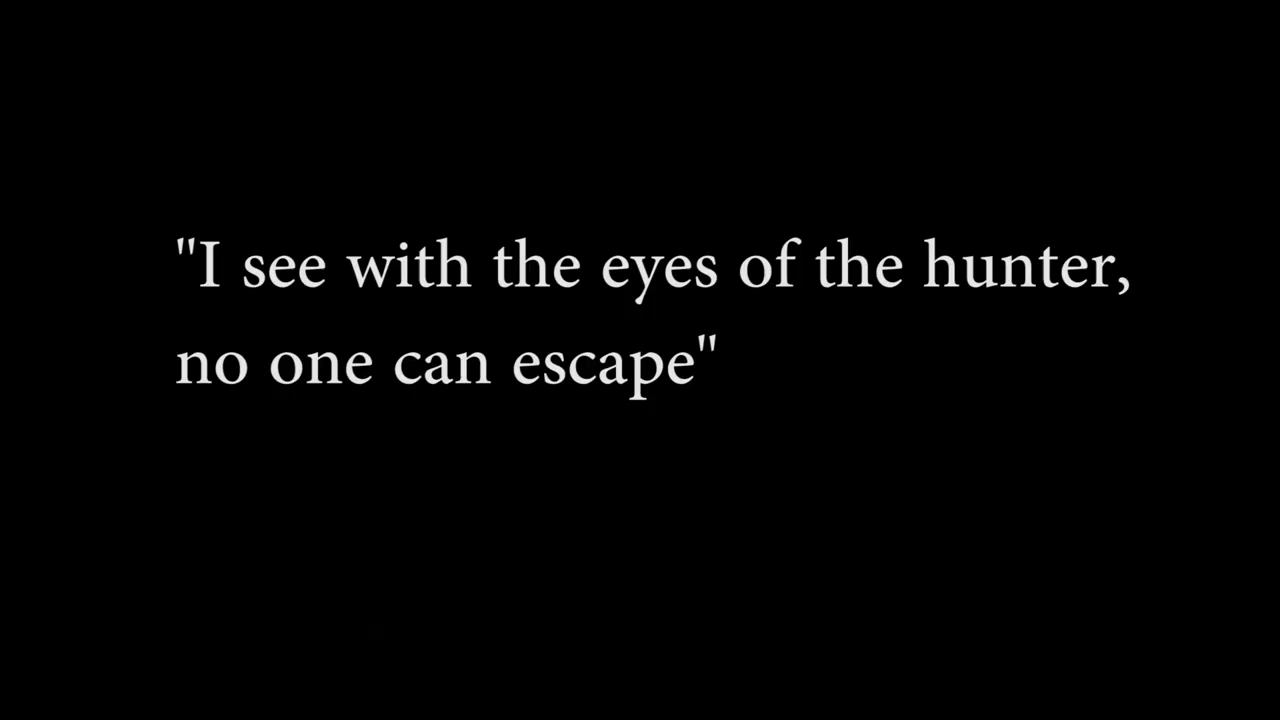 "I see with the eyes of the hunter,
no one can escape"